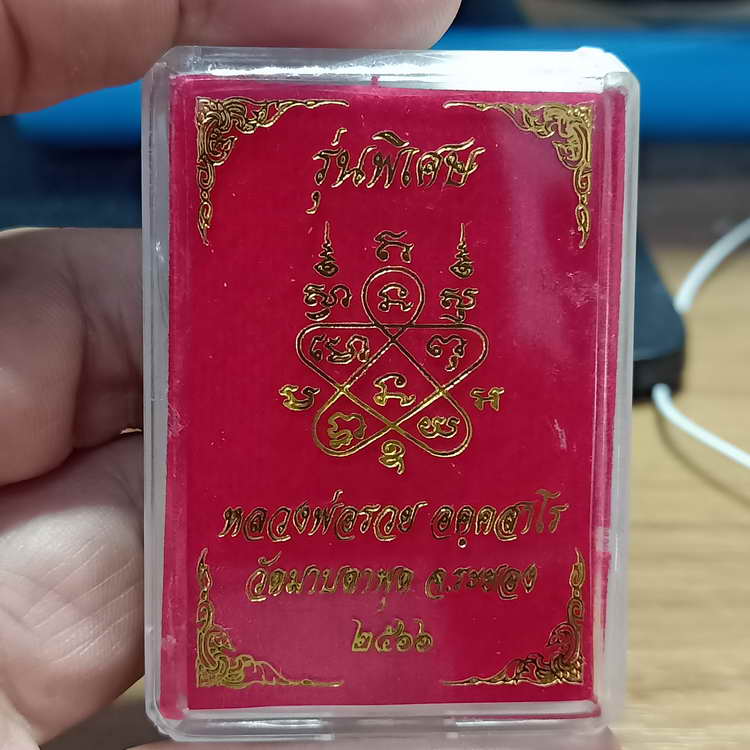 รุ่นพิเศษ
หลวงพ่อรวย อคฺคสาโร
วัดมาบตาพุด จ.ระยอง
๒๕๖๖